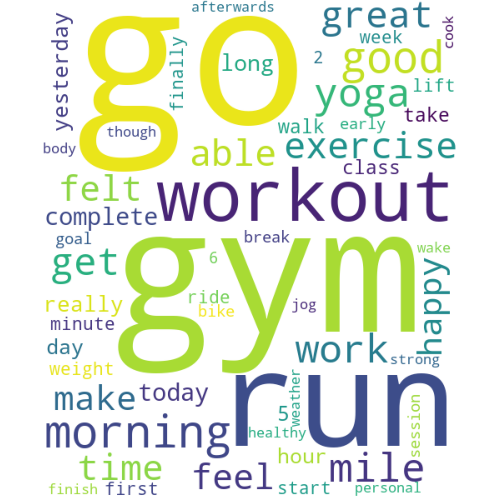 afterwards
go
great
cook
yesterday
finally
long
2
week
good
though
yoga
lift
take
body
able
walk
early
exercise
class
felt
workout
complete
goal
get
gym
break
6
wake
happy
really
ride
bike
jog
minute
day
work
strong
weight
make
today
run
weather
morning
5
healthy
session
time
feel
hour
mile
finish
first
start
personal